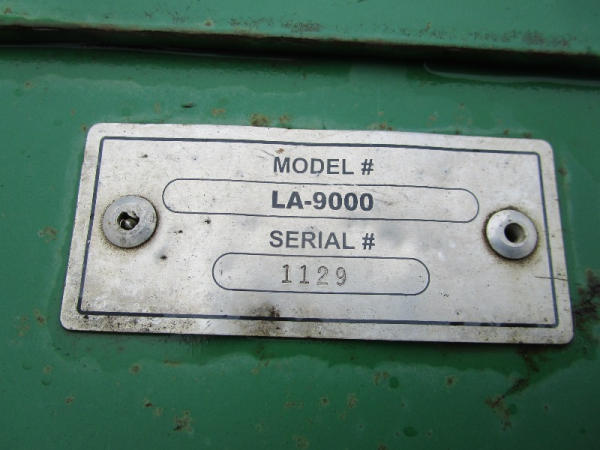 MODEL #
LA-9000
SERIAL #
1129